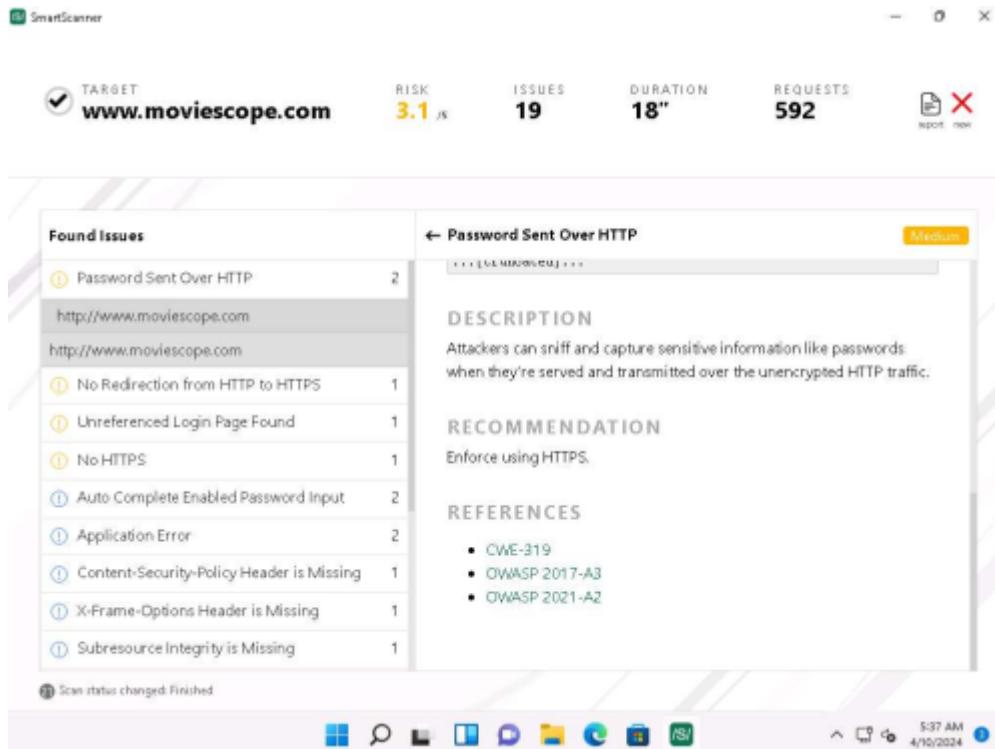 SmartScanner
TARGET
www.moviescope.com
RISK
3.1 /5
ISSUES
19
DURATION
18"
REQUESTS
592
report new
Found Issues
Password Sent Over HTTP 2
http://www.moviescope.com
http://www.moviescope.com
No Redirection from HTTP to HTTPS 1
Unreferenced Login Page Found 1
No HTTPS 1
Auto Complete Enabled Password Input 2
Application Error 2
Content-Security-Policy Header is Missing 1
X-Frame-Options Header is Missing 1
Subresource Integrity is Missing 1
← Password Sent Over HTTP
Medium
DESCRIPTION
Attackers can sniff and capture sensitive information like passwords
when they're served and transmitted over the unencrypted HTTP traffic.
RECOMMENDATION
Enforce using HTTPS.
REFERENCES
• CWE-319
• OWASP 2017-A3
• OWASP 2021-A2
Scan status changed: Finished
/S/
5:37 AM
4/10/2024